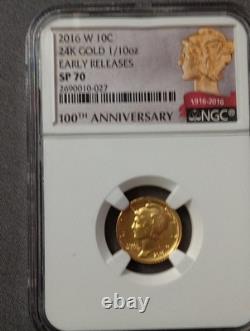 2016 W 10C
24K GOLD 1/10oz
EARLY RELEASES
SP 70
2690010-027
100TH ANNIVERSARY
1916-2016
NGC